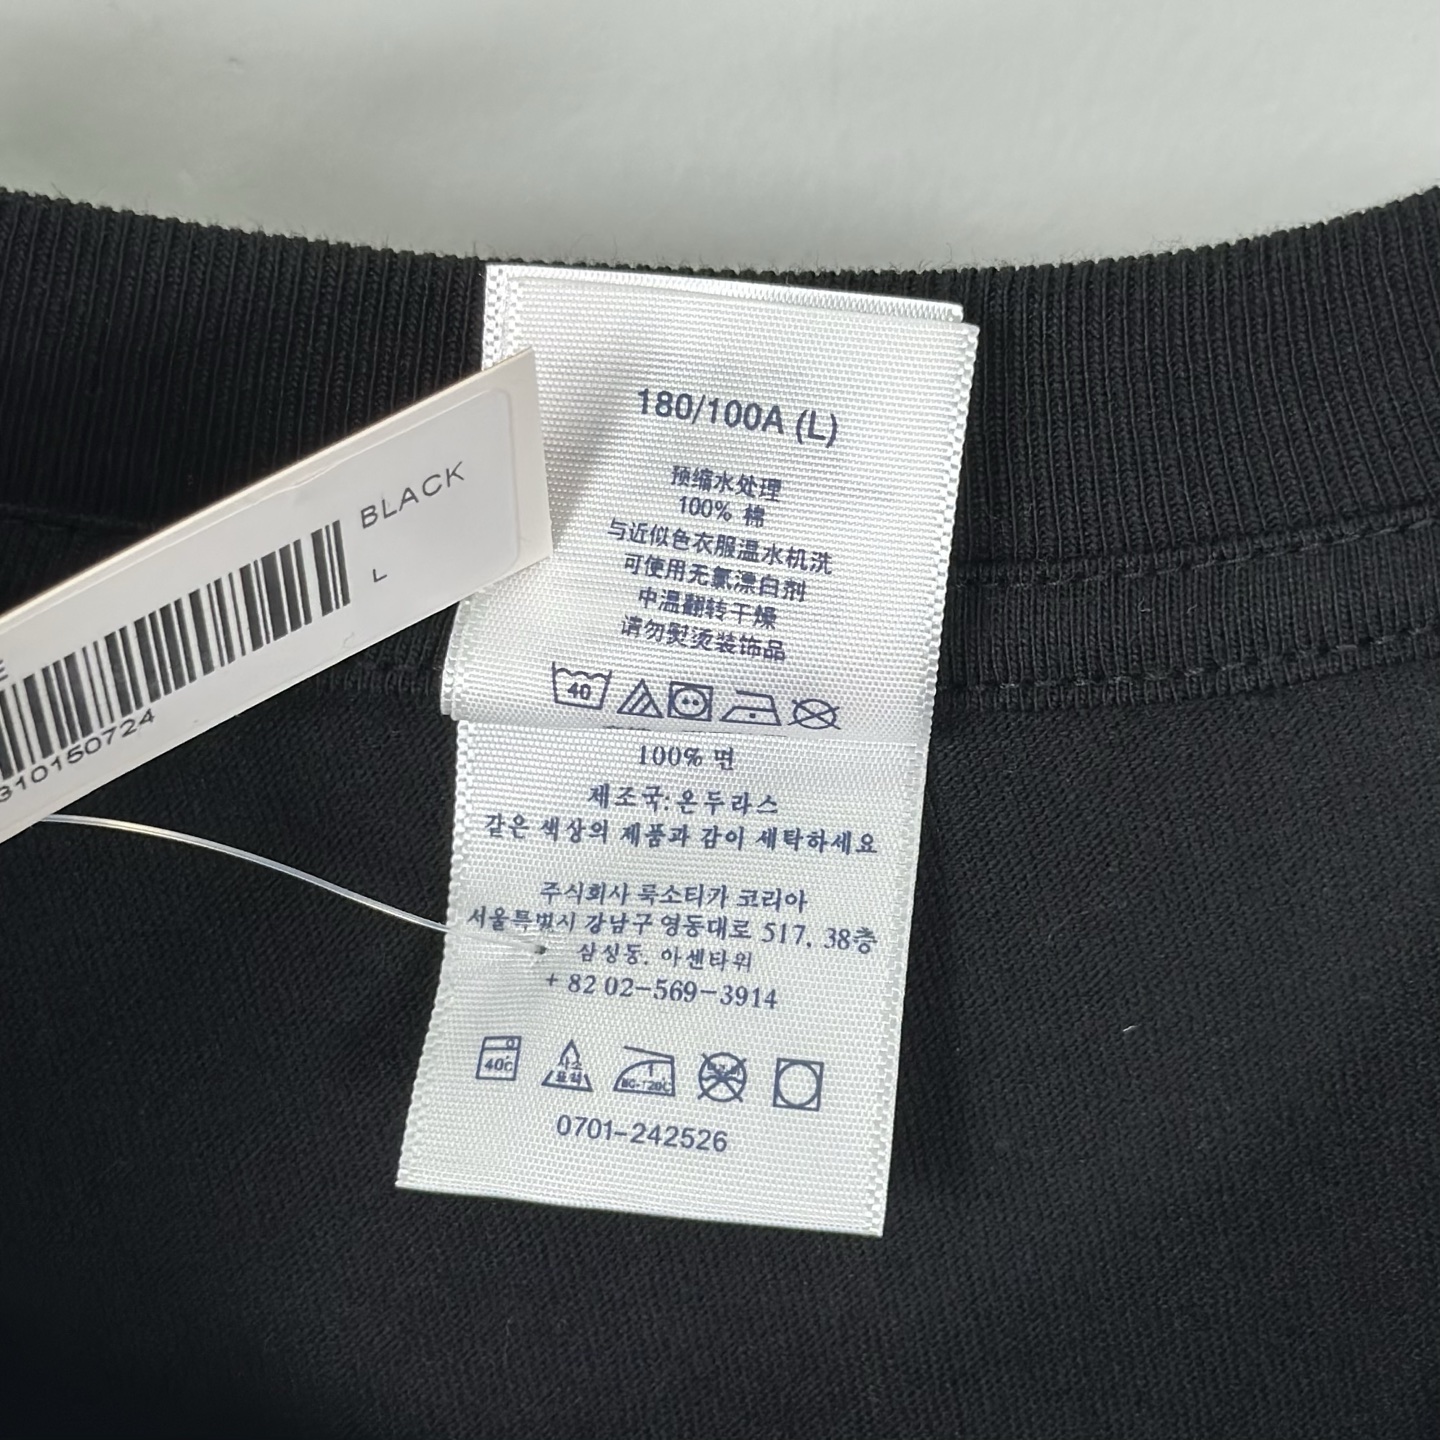 180/100A (L)
预缩水处理
100% 棉
与近似色衣服温水机洗
可使用无氯漂白剂
中温翻转干燥
请勿熨烫装饰品
40
100% 면
제조국: 온두라스
같은 색상의 제품과 같이 세탁하세요
주식회사 룩소티카 코리아
서울특별시 강남구 영동대로 517, 38층
삼성동, 아셈타워
+ 82 02-569-3914
40C
0701-242526
BLACK
L
E
310150724